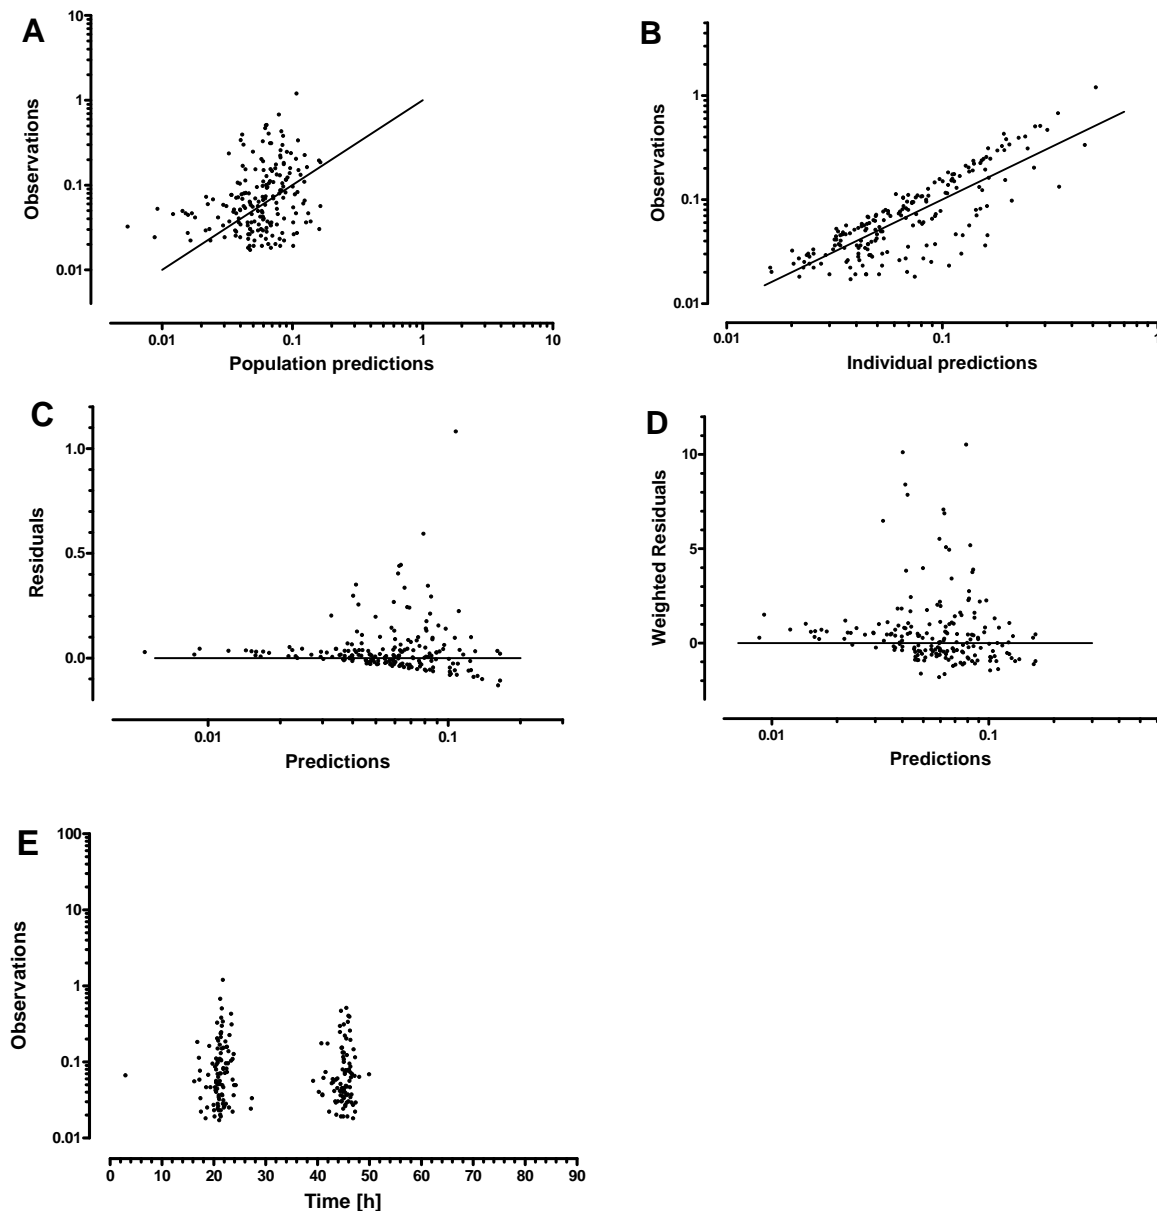 A
10
1
0.1
0.01
Observations
0.01
0.1
1
10
Population predictions
B
1
0.1
0.01
Observations
0.01
0.1
1
Individual predictions
C
1.0
0.5
0.0
Residuals
0.01
0.1
Predictions
D
10
5
0
Weighted Residuals
0.01
0.1
Predictions
E
100
10
1
0.1
0.01
Observations
0 10 20 30 40 50 60 70 80 90
Time [h]